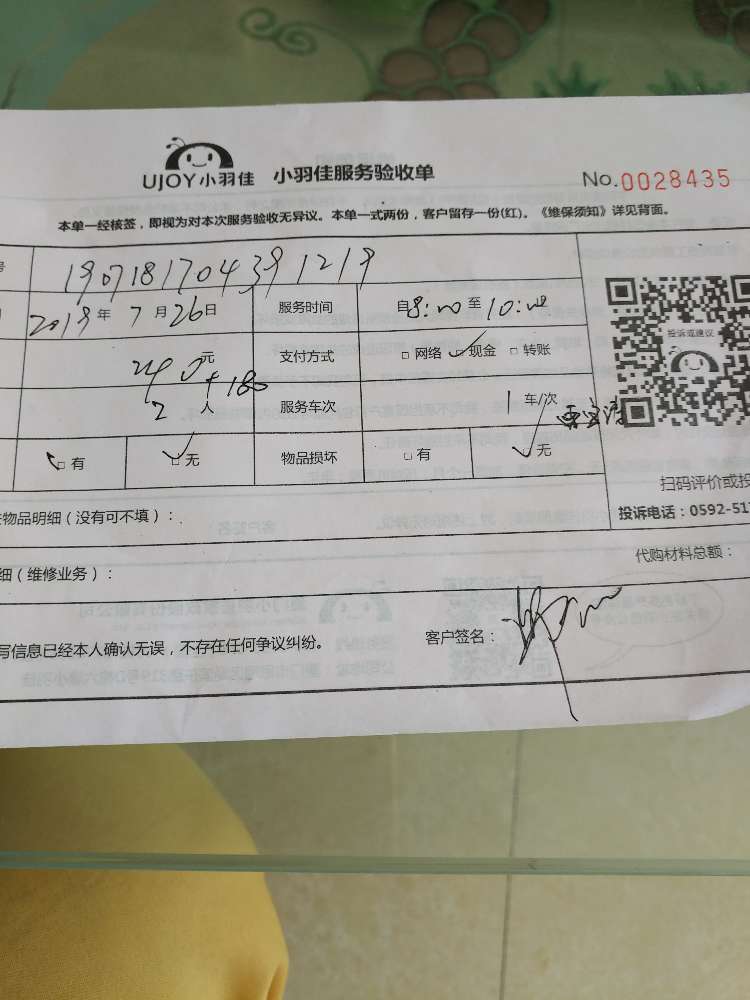 UJOY小羽佳 小羽佳服务验收单 No.0028435
本单一经核签，即视为对本次服务验收无异议。本单一式两份，客户留存一份(红)。《维保须知》详见背面。
号 1907181704391219
2019年7月26日 服务时间 自8:00至10:00
240元+180 支付方式 □网络 ☑现金 □转账
投诉或建议
2人 服务车次 1车/次
□有 ☑无 物品损坏 □有 ☑无
扫码评价或投
物品明细（没有可不填）：
投诉电话：0592-517
代购材料总额：
细（维修业务）：
写信息已经本人确认无误，不存在任何争议纠纷。 客户签名：